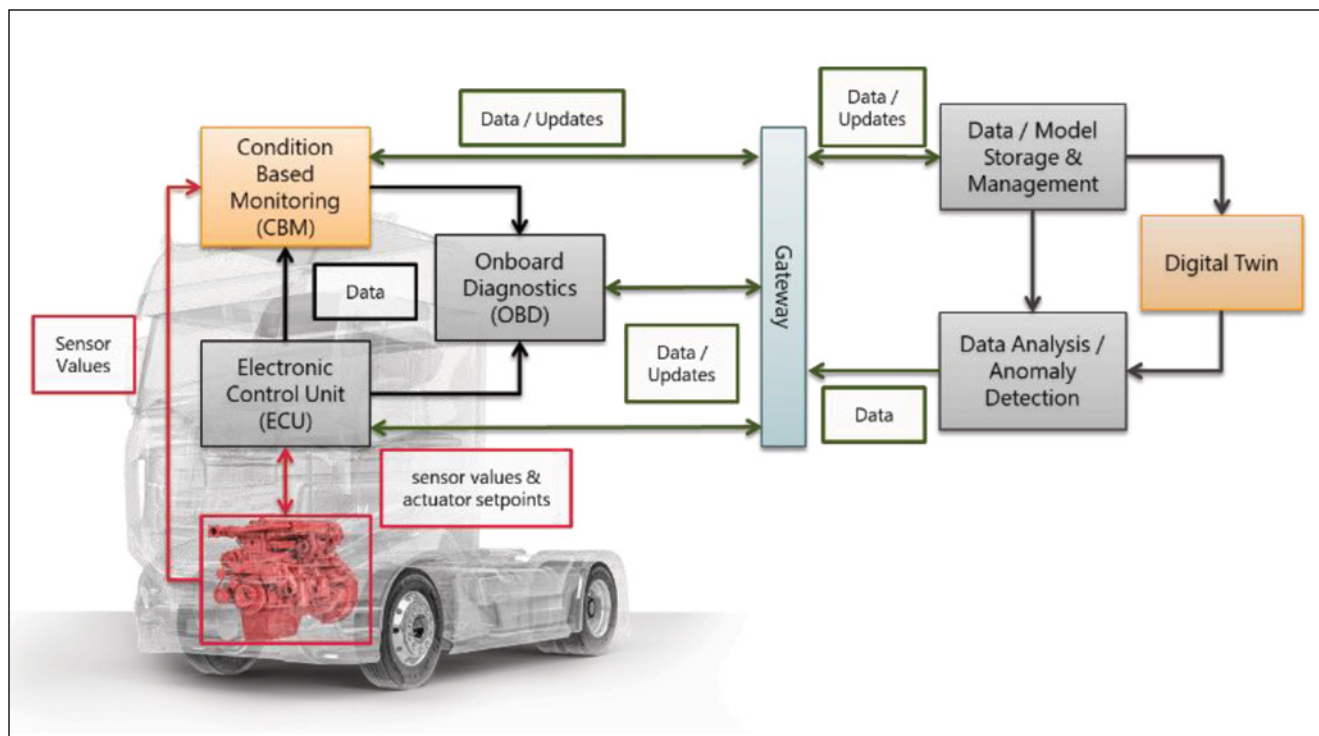 Data / Updates
Data /
Updates
Condition
Based
Monitoring
(CBM)
Data / Model
Storage &
Management
Onboard
Diagnostics
(OBD)
Gateway
Digital Twin
Data
Sensor
Values
Electronic
Control Unit
(ECU)
Data /
Updates
Data Analysis /
Anomaly
Detection
Data
sensor values &
actuator setpoints